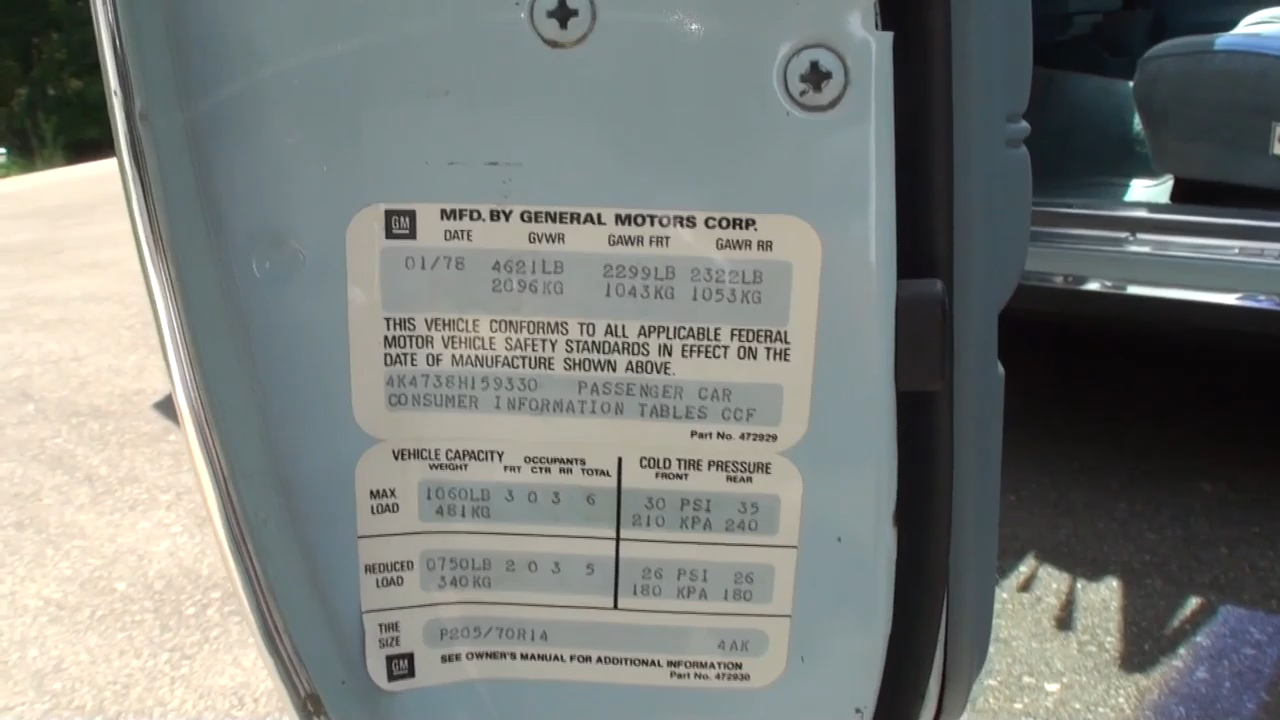 GM MFD. BY GENERAL MOTORS CORP.
DATE GVWR GAWR FRT GAWR RR
01/78 4621LB 2299LB 2322LB
2096KG 1043KG 1053KG
THIS VEHICLE CONFORMS TO ALL APPLICABLE FEDERAL
MOTOR VEHICLE SAFETY STANDARDS IN EFFECT ON THE
DATE OF MANUFACTURE SHOWN ABOVE.
4K4738H159330 PASSENGER CAR
CONSUMER INFORMATION TABLES CCF
Part No. 472929
VEHICLE CAPACITY OCCUPANTS COLD TIRE PRESSURE
WEIGHT FRT CTR RR TOTAL FRONT REAR
MAX LOAD 1060LB 3 0 3 6 30 PSI 35
481KG 210 KPA 240
REDUCED LOAD 0750LB 2 0 3 5 26 PSI 26
340KG 180 KPA 180
TIRE SIZE P205/70R14 4AK
GM SEE OWNER'S MANUAL FOR ADDITIONAL INFORMATION
Part No. 472930